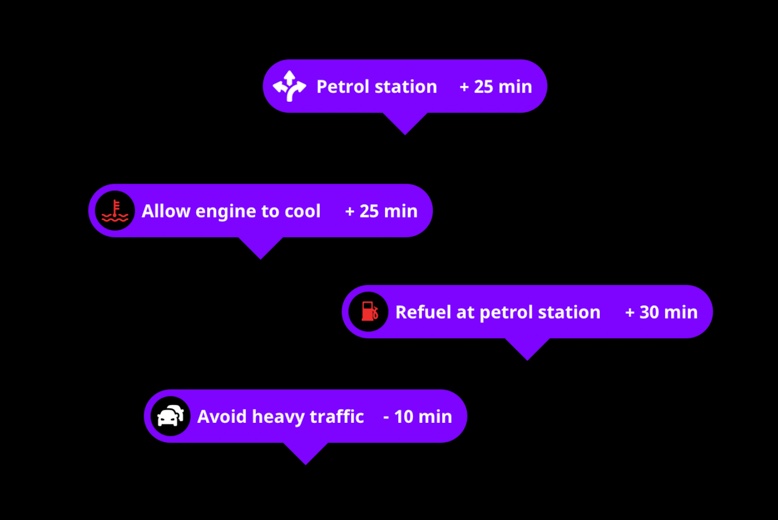 Petrol station + 25 min
Allow engine to cool + 25 min
Refuel at petrol station + 30 min
Avoid heavy traffic - 10 min